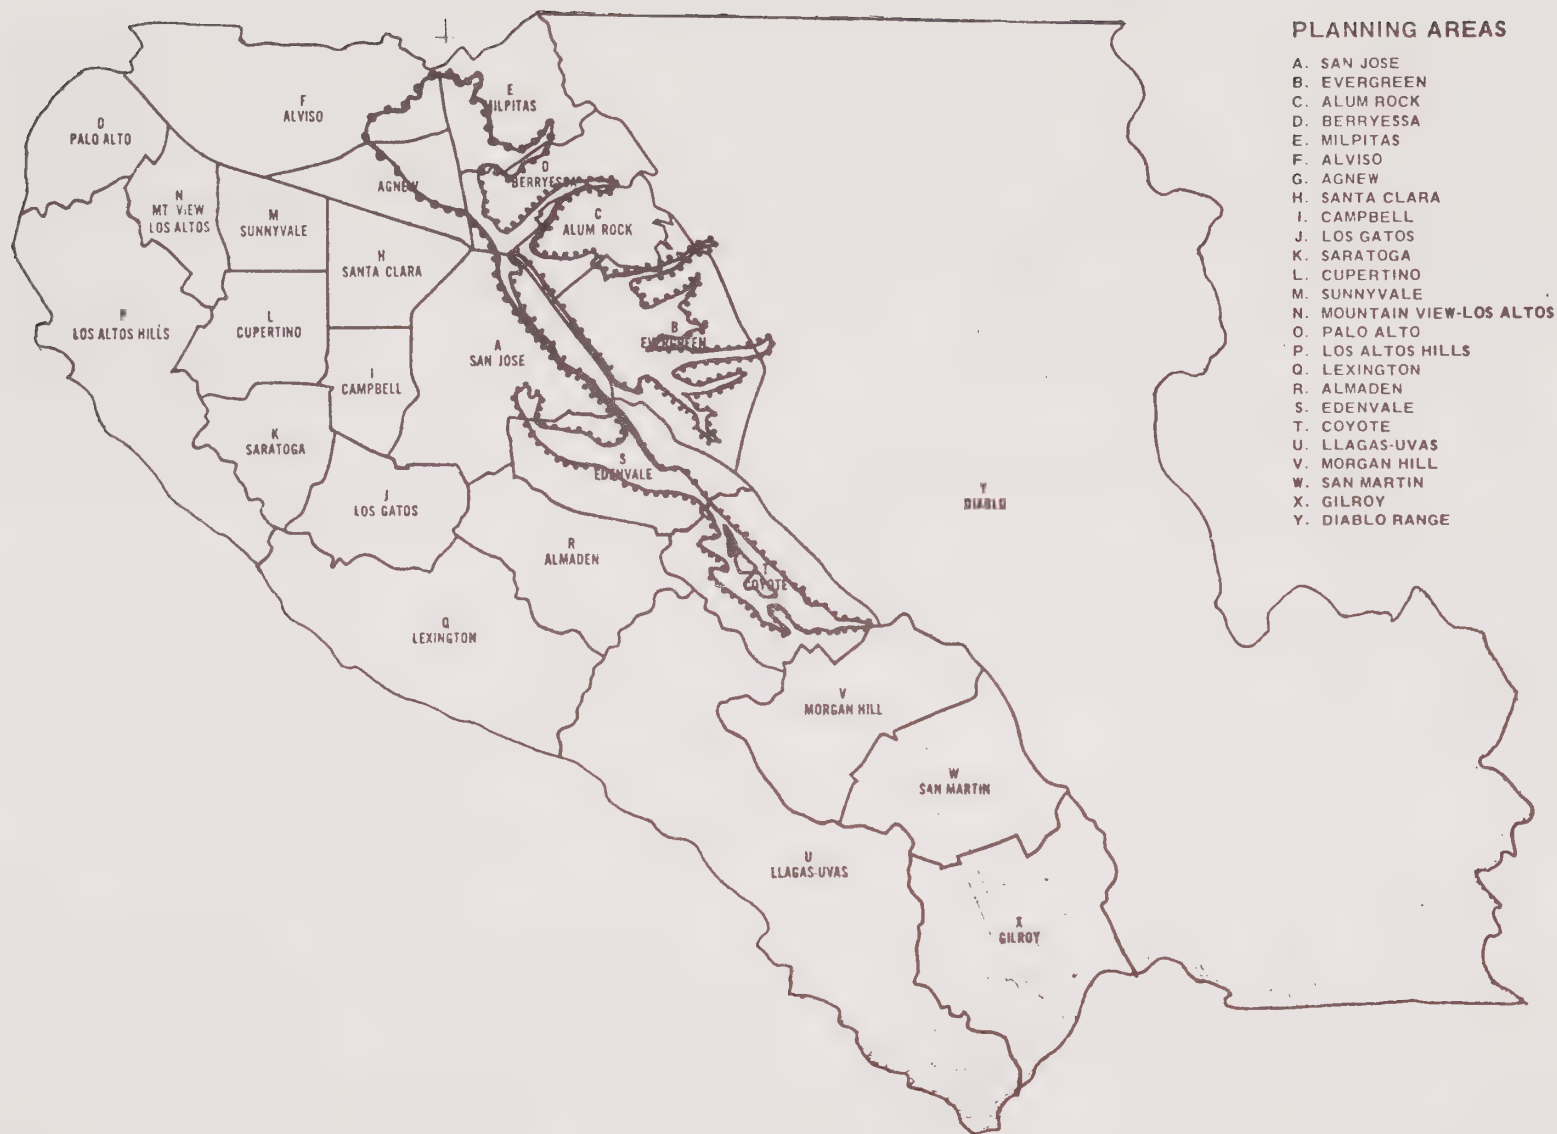 PLANNING AREAS
A. SAN JOSE
B. EVERGREEN
C. ALUM ROCK
D. BERRYESSA
E. MILPITAS
F. ALVISO
G. AGNEW
H. SANTA CLARA
I. CAMPBELL
J. LOS GATOS
K. SARATOGA
L. CUPERTINO
M. SUNNYVALE
N. MOUNTAIN VIEW-LOS ALTOS
O. PALO ALTO
P. LOS ALTOS HILLS
Q. LEXINGTON
R. ALMADEN
S. EDENVALE
T. COYOTE
U. LLAGAS-UVAS
V. MORGAN HILL
W. SAN MARTIN
X. GILROY
Y. DIABLO RANGE
E
MILPITAS
F
ALVISO
O
PALO ALTO
D
BERRYESSA
AGNEW
N
MT VIEW
LOS ALTOS
M
SUNNYVALE
C
ALUM ROCK
H
SANTA CLARA
P
LOS ALTOS HILLS
L
CUPERTINO
B
EVERGREEN
A
SAN JOSE
I
CAMPBELL
K
SARATOGA
S
EDENVALE
J
LOS GATOS
Y
DIABLO
R
ALMADEN
T
COYOTE
Q
LEXINGTON
V
MORGAN HILL
W
SAN MARTIN
U
LLAGAS-UVAS
X
GILROY